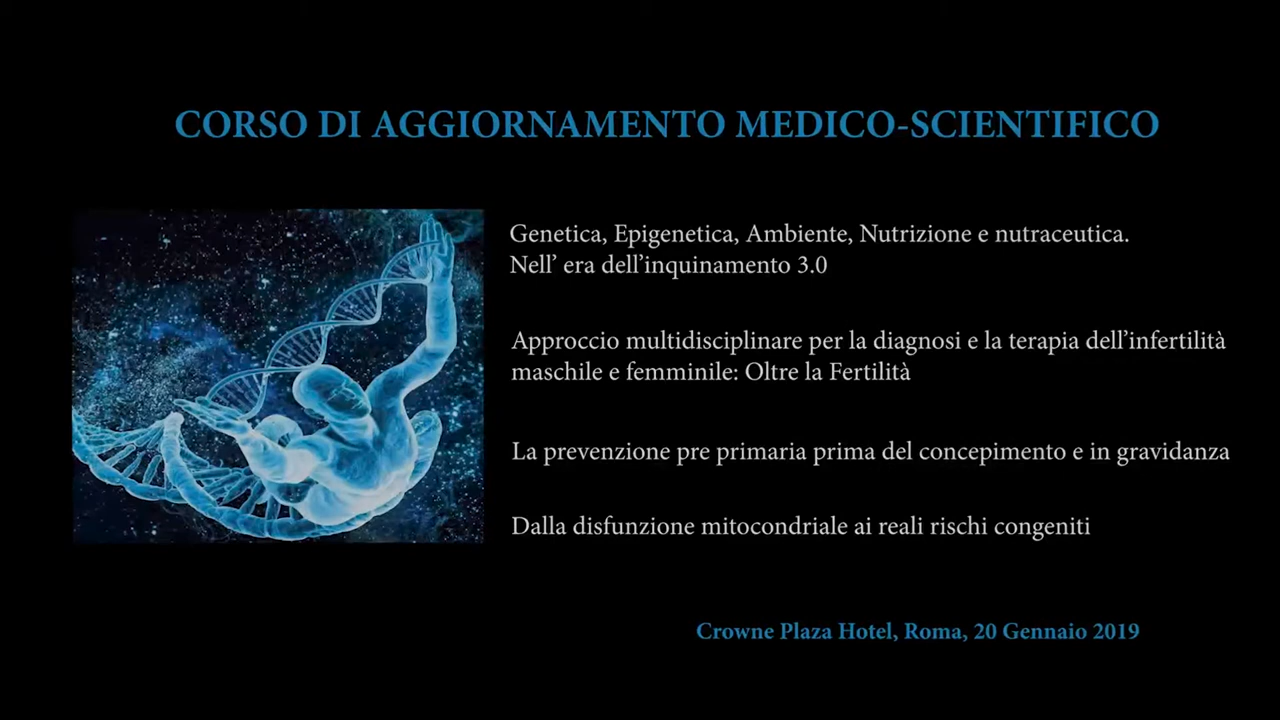 CORSO DI AGGIORNAMENTO MEDICO-SCIENTIFICO
Genetica, Epigenetica, Ambiente, Nutrizione e nutraceutica.
Nell’ era dell’inquinamento 3.0
Approccio multidisciplinare per la diagnosi e la terapia dell’infertilità
maschile e femminile: Oltre la Fertilità
La prevenzione pre primaria prima del concepimento e in gravidanza
Dalla disfunzione mitocondriale ai reali rischi congeniti
Crowne Plaza Hotel, Roma, 20 Gennaio 2019